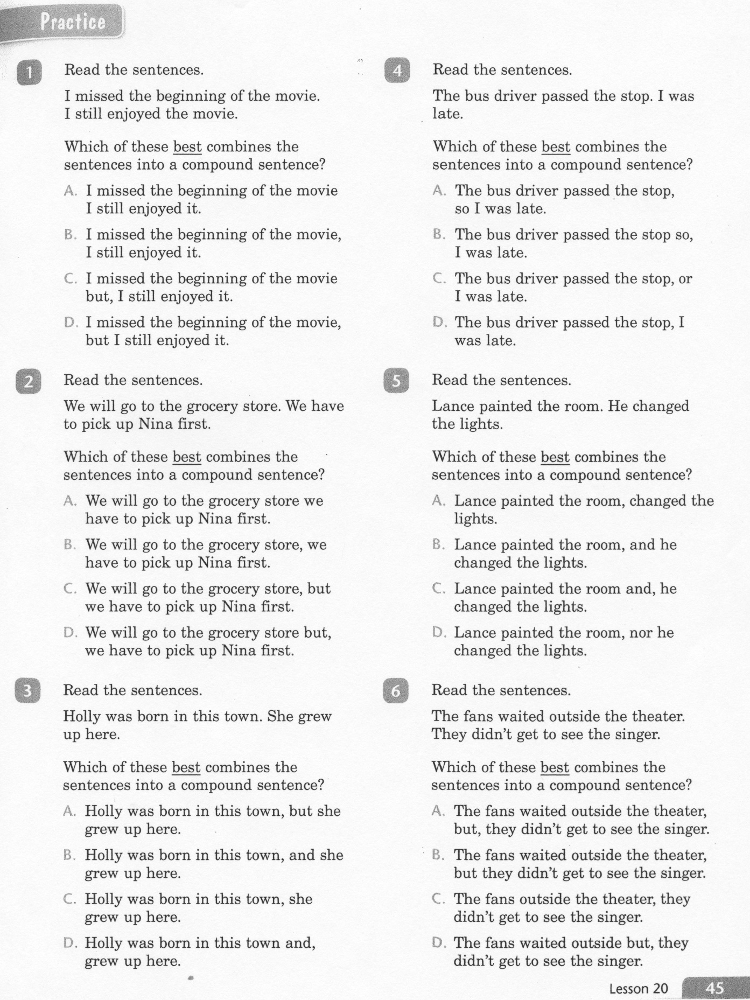 Practice
1
Read the sentences.
I missed the beginning of the movie.
I still enjoyed the movie.
Which of these best combines the
sentences into a compound sentence?
A. I missed the beginning of the movie
I still enjoyed it.
B. I missed the beginning of the movie,
I still enjoyed it.
C. I missed the beginning of the movie
but, I still enjoyed it.
D. I missed the beginning of the movie,
but I still enjoyed it.
2
Read the sentences.
We will go to the grocery store. We have
to pick up Nina first.
Which of these best combines the
sentences into a compound sentence?
A. We will go to the grocery store we
have to pick up Nina first.
B. We will go to the grocery store, we
have to pick up Nina first.
C. We will go to the grocery store, but
we have to pick up Nina first.
D. We will go to the grocery store but,
we have to pick up Nina first.
3
Read the sentences.
Holly was born in this town. She grew
up here.
Which of these best combines the
sentences into a compound sentence?
A. Holly was born in this town, but she
grew up here.
B. Holly was born in this town, and she
grew up here.
C. Holly was born in this town, she
grew up here.
D. Holly was born in this town and,
grew up here.
4
Read the sentences.
The bus driver passed the stop. I was
late.
Which of these best combines the
sentences into a compound sentence?
A. The bus driver passed the stop,
so I was late.
B. The bus driver passed the stop so,
I was late.
C. The bus driver passed the stop, or
I was late.
D. The bus driver passed the stop, I
was late.
5
Read the sentences.
Lance painted the room. He changed
the lights.
Which of these best combines the
sentences into a compound sentence?
A. Lance painted the room, changed the
lights.
B. Lance painted the room, and he
changed the lights.
C. Lance painted the room and, he
changed the lights.
D. Lance painted the room, nor he
changed the lights.
6
Read the sentences.
The fans waited outside the theater.
They didn't get to see the singer.
Which of these best combines the
sentences into a compound sentence?
A. The fans waited outside the theater,
but, they didn't get to see the singer.
B. The fans waited outside the theater,
but they didn't get to see the singer.
C. The fans outside the theater, they
didn't get to see the singer.
D. The fans waited outside but, they
didn't get to see the singer.
Lesson 20
45